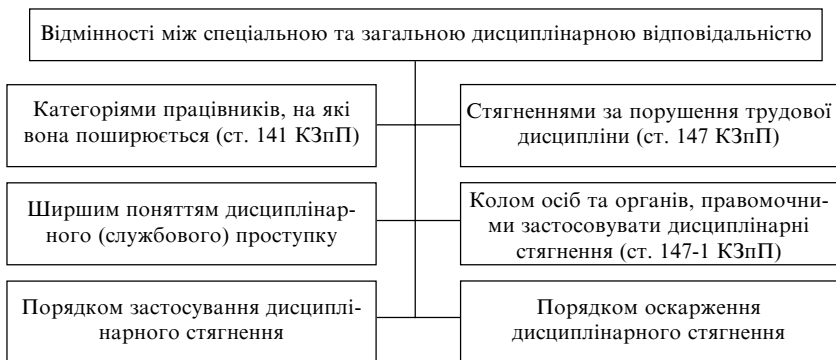 Відмінності між спеціальною та загальною дисциплінарною відповідальністю
Категоріями працівників, на які
вона поширюється (ст. 141 КЗпП)
Стягненнями за порушення трудової
дисципліни (ст. 147 КЗпП)
Ширшим поняттям дисциплінар-
ного (службового) проступку
Колом осіб та органів, правомочни-
ми застосовувати дисциплінарні
стягнення (ст. 147-1 КЗпП)
Порядком застосування дисциплі-
нарного стягнення
Порядком оскарження
дисциплінарного стягнення